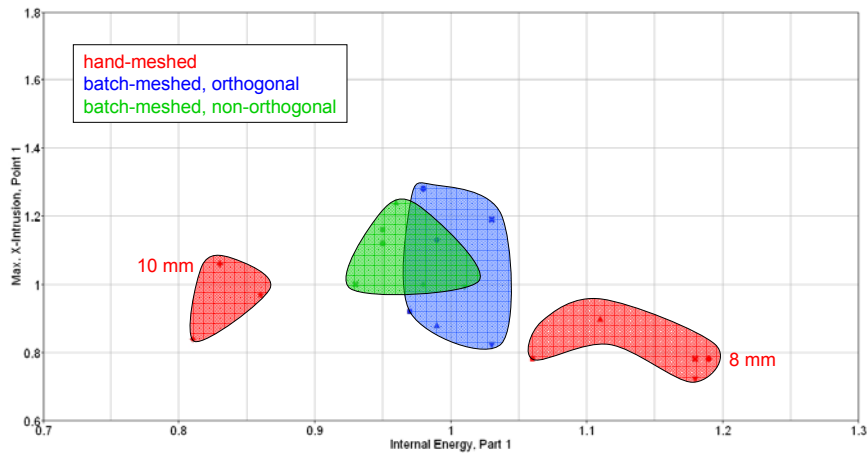 1.8
1.6
1.4
1.2
1
0.8
0.6
Max. X-Intrusion, Point 1
hand-meshed
batch-meshed, orthogonal
batch-meshed, non-orthogonal
10 mm
8 mm
0.7 0.8 0.9 1 1.1 1.2 1.3
Internal Energy, Part 1